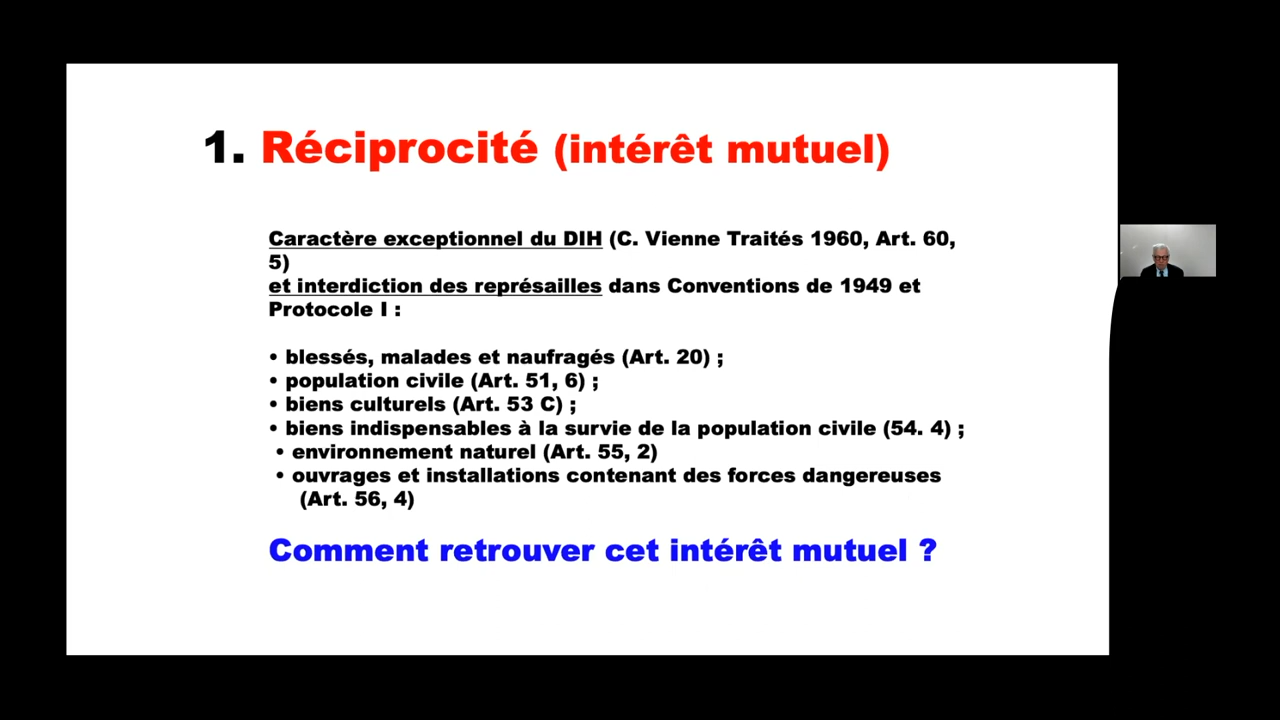 1. Réciprocité (intérêt mutuel)
Caractère exceptionnel du DIH (C. Vienne Traités 1960, Art. 60,
5)
et interdiction des représailles dans Conventions de 1949 et
Protocole I :
• blessés, malades et naufragés (Art. 20) ;
• population civile (Art. 51, 6) ;
• biens culturels (Art. 53 C) ;
• biens indispensables à la survie de la population civile (54. 4) ;
• environnement naturel (Art. 55, 2)
• ouvrages et installations contenant des forces dangereuses
(Art. 56, 4)
Comment retrouver cet intérêt mutuel ?